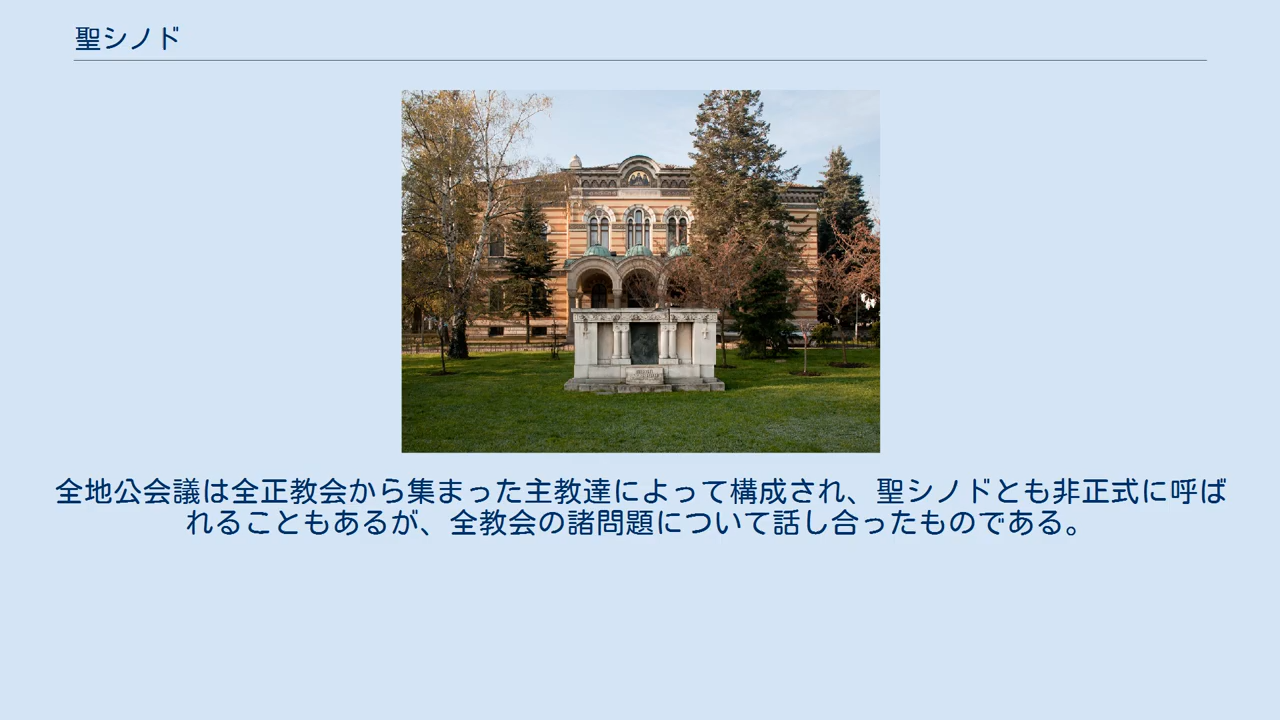 聖シノド
全地公会議は全正教会から集まった主教達によって構成され、聖シノドとも非正式に呼ば
れることもあるが、全教会の諸問題について話し合ったものである。